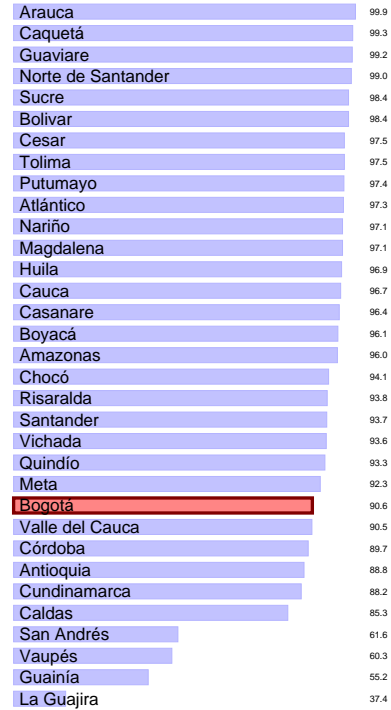 Arauca 99.9
Caquetá 99.3
Guaviare 99.2
Norte de Santander 99.0
Sucre 98.4
Bolivar 98.4
Cesar 97.5
Tolima 97.5
Putumayo 97.4
Atlántico 97.3
Nariño 97.1
Magdalena 97.1
Huila 96.9
Cauca 96.7
Casanare 96.4
Boyacá 96.1
Amazonas 96.0
Chocó 94.1
Risaralda 93.8
Santander 93.7
Vichada 93.6
Quindío 93.3
Meta 92.3
Bogotá 90.6
Valle del Cauca 90.5
Córdoba 89.7
Antioquia 88.8
Cundinamarca 88.2
Caldas 85.3
San Andrés 61.6
Vaupés 60.3
Guainía 55.2
La Guajira 37.4